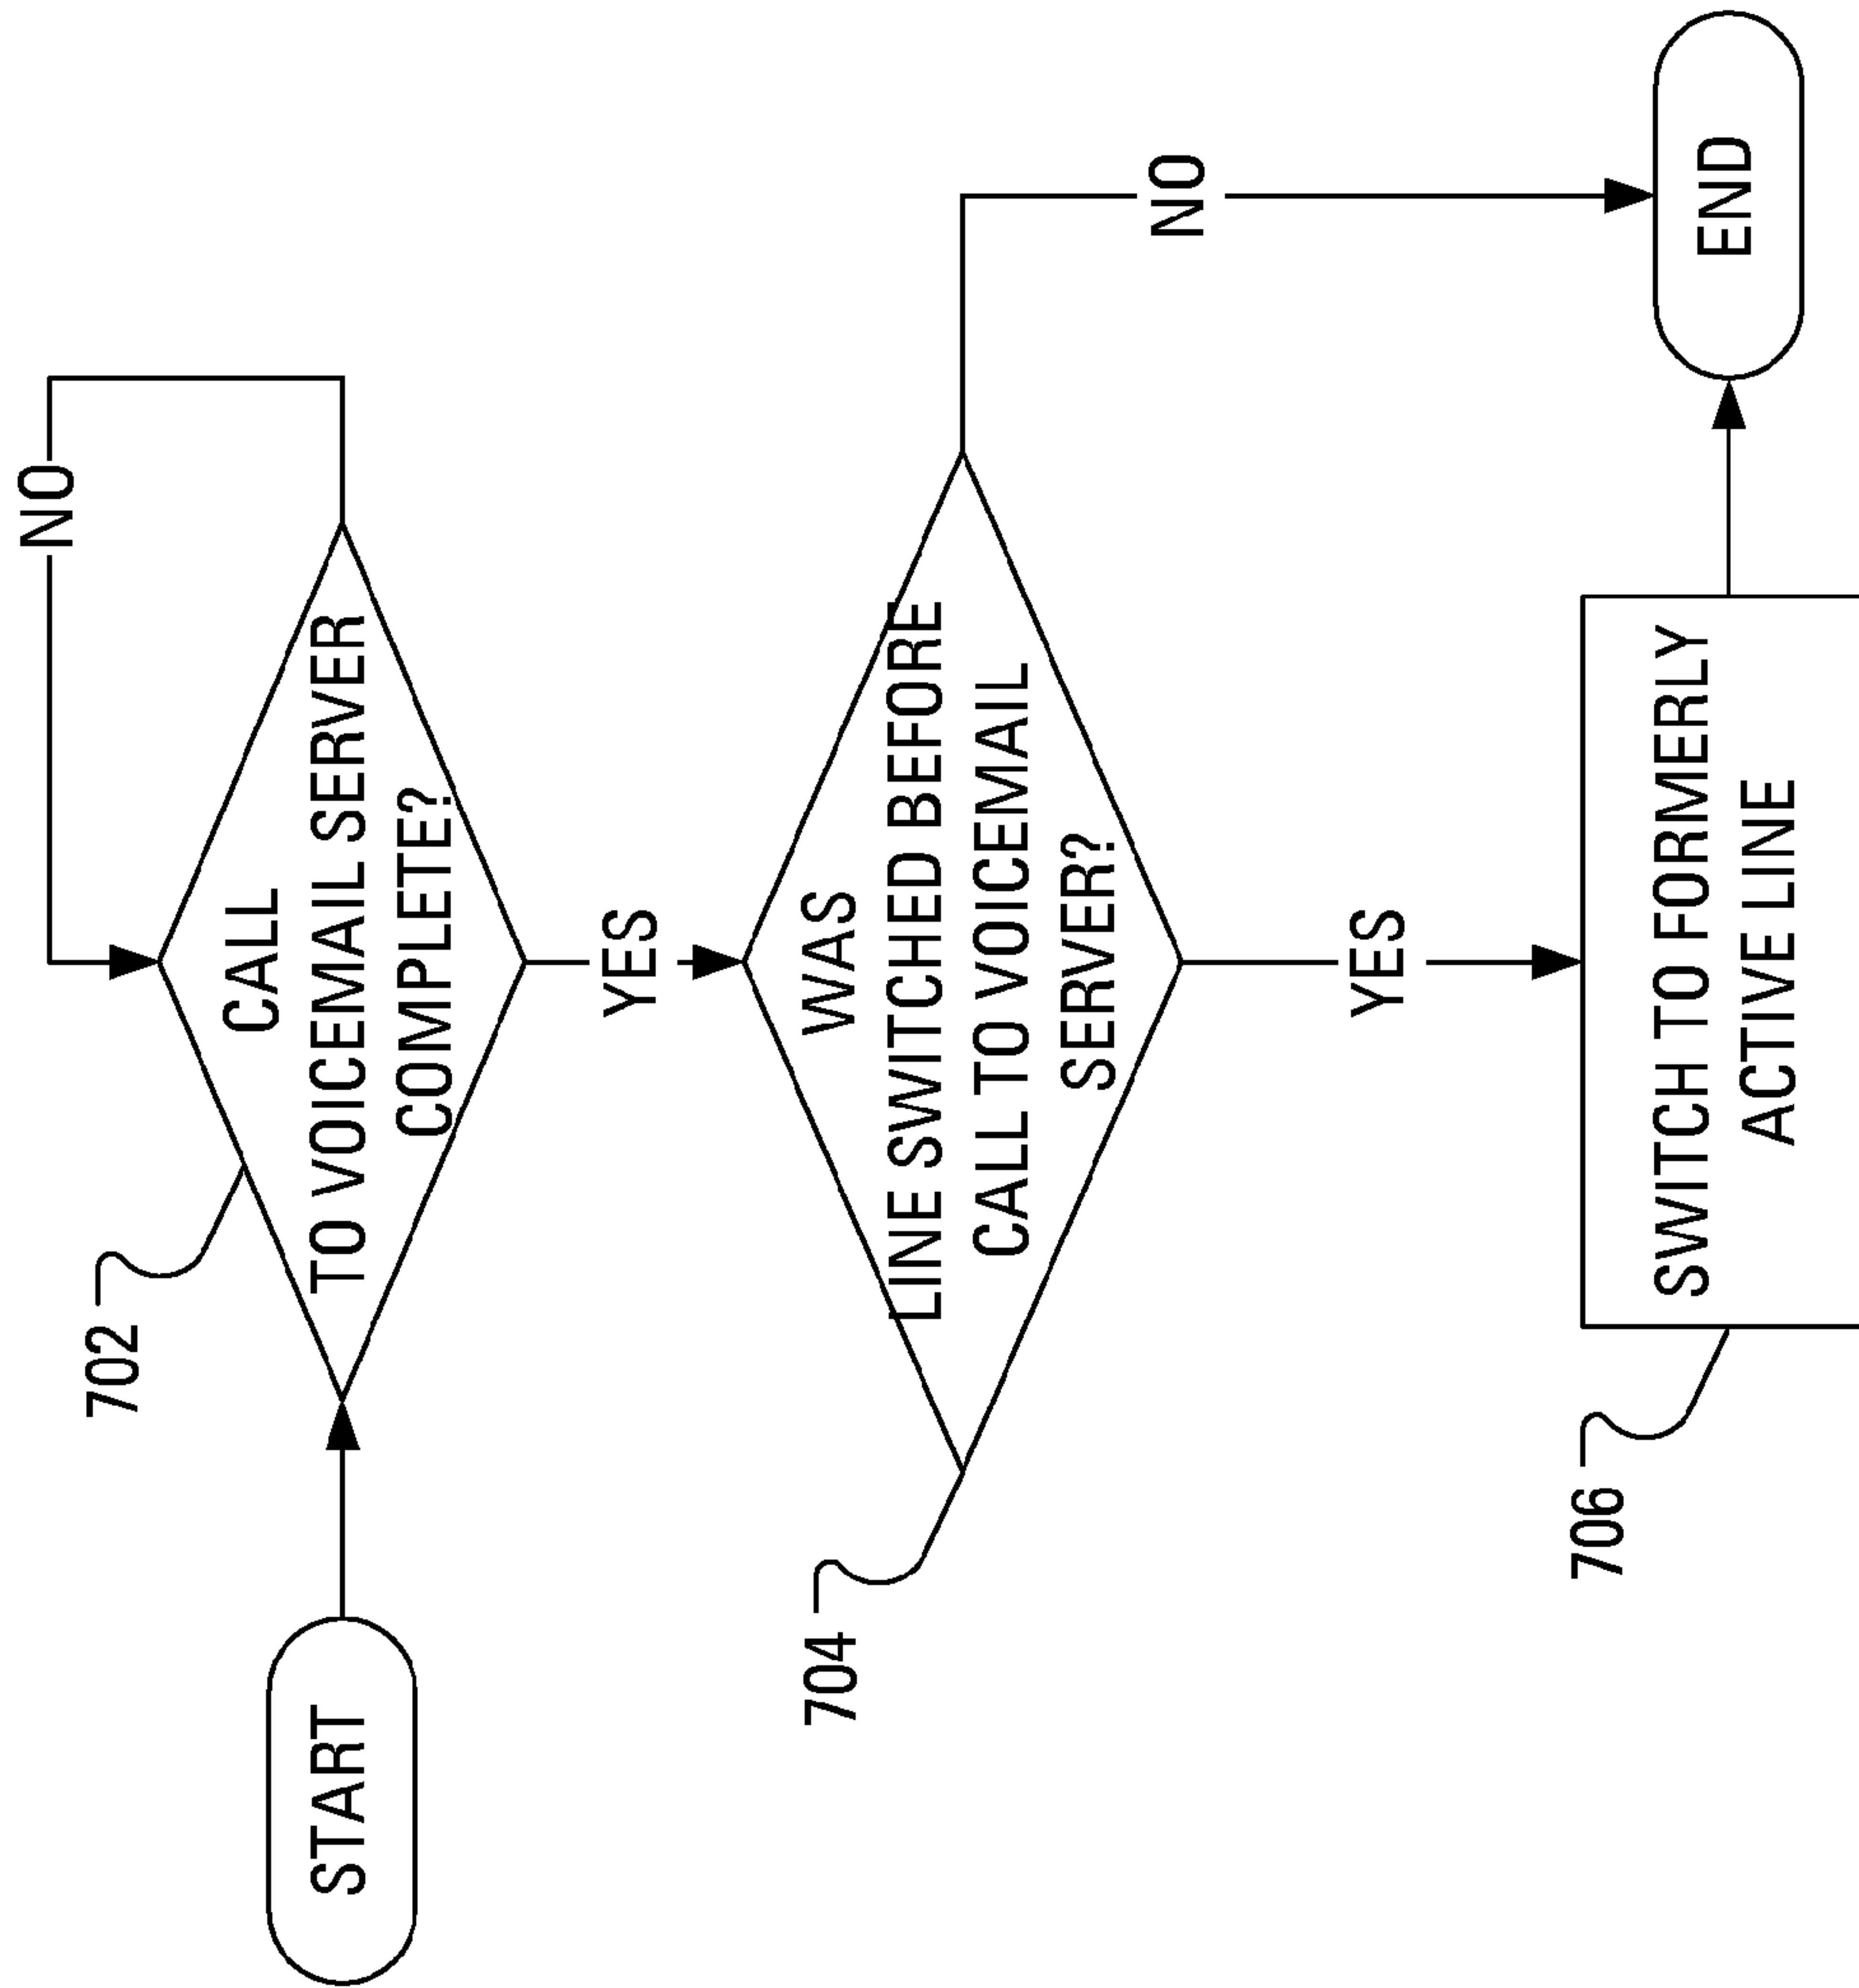 NO
702
CALL
TO VOICEMAIL SERVER
COMPLETE?
START
YES
704
WAS
LINE SWITCHED BEFORE
CALL TO VOICEMAIL
SERVER?
NO
YES
706
SWITCH TO FORMERLY
ACTIVE LINE
END